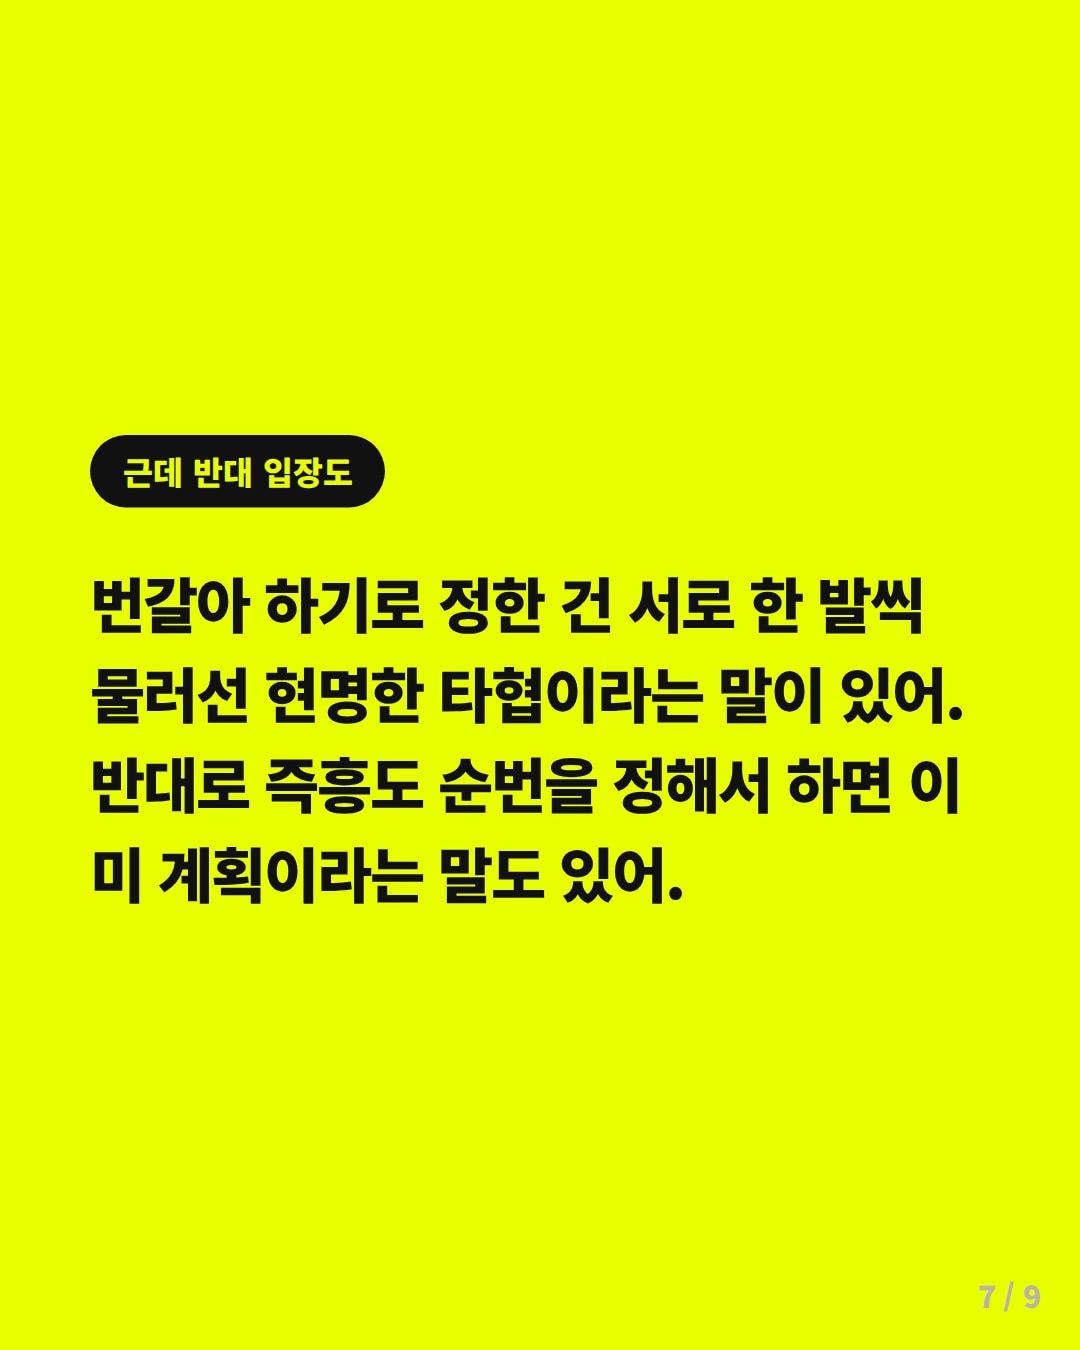 근데 반대 입장도
번갈아 하기로 정한 건 서로 한 발씩
물러선 현명한 타협이라는 말이 있어.
반대로 즉흥도 순번을 정해서 하면 이
미 계획이라는 말도 있어.
7 / 9